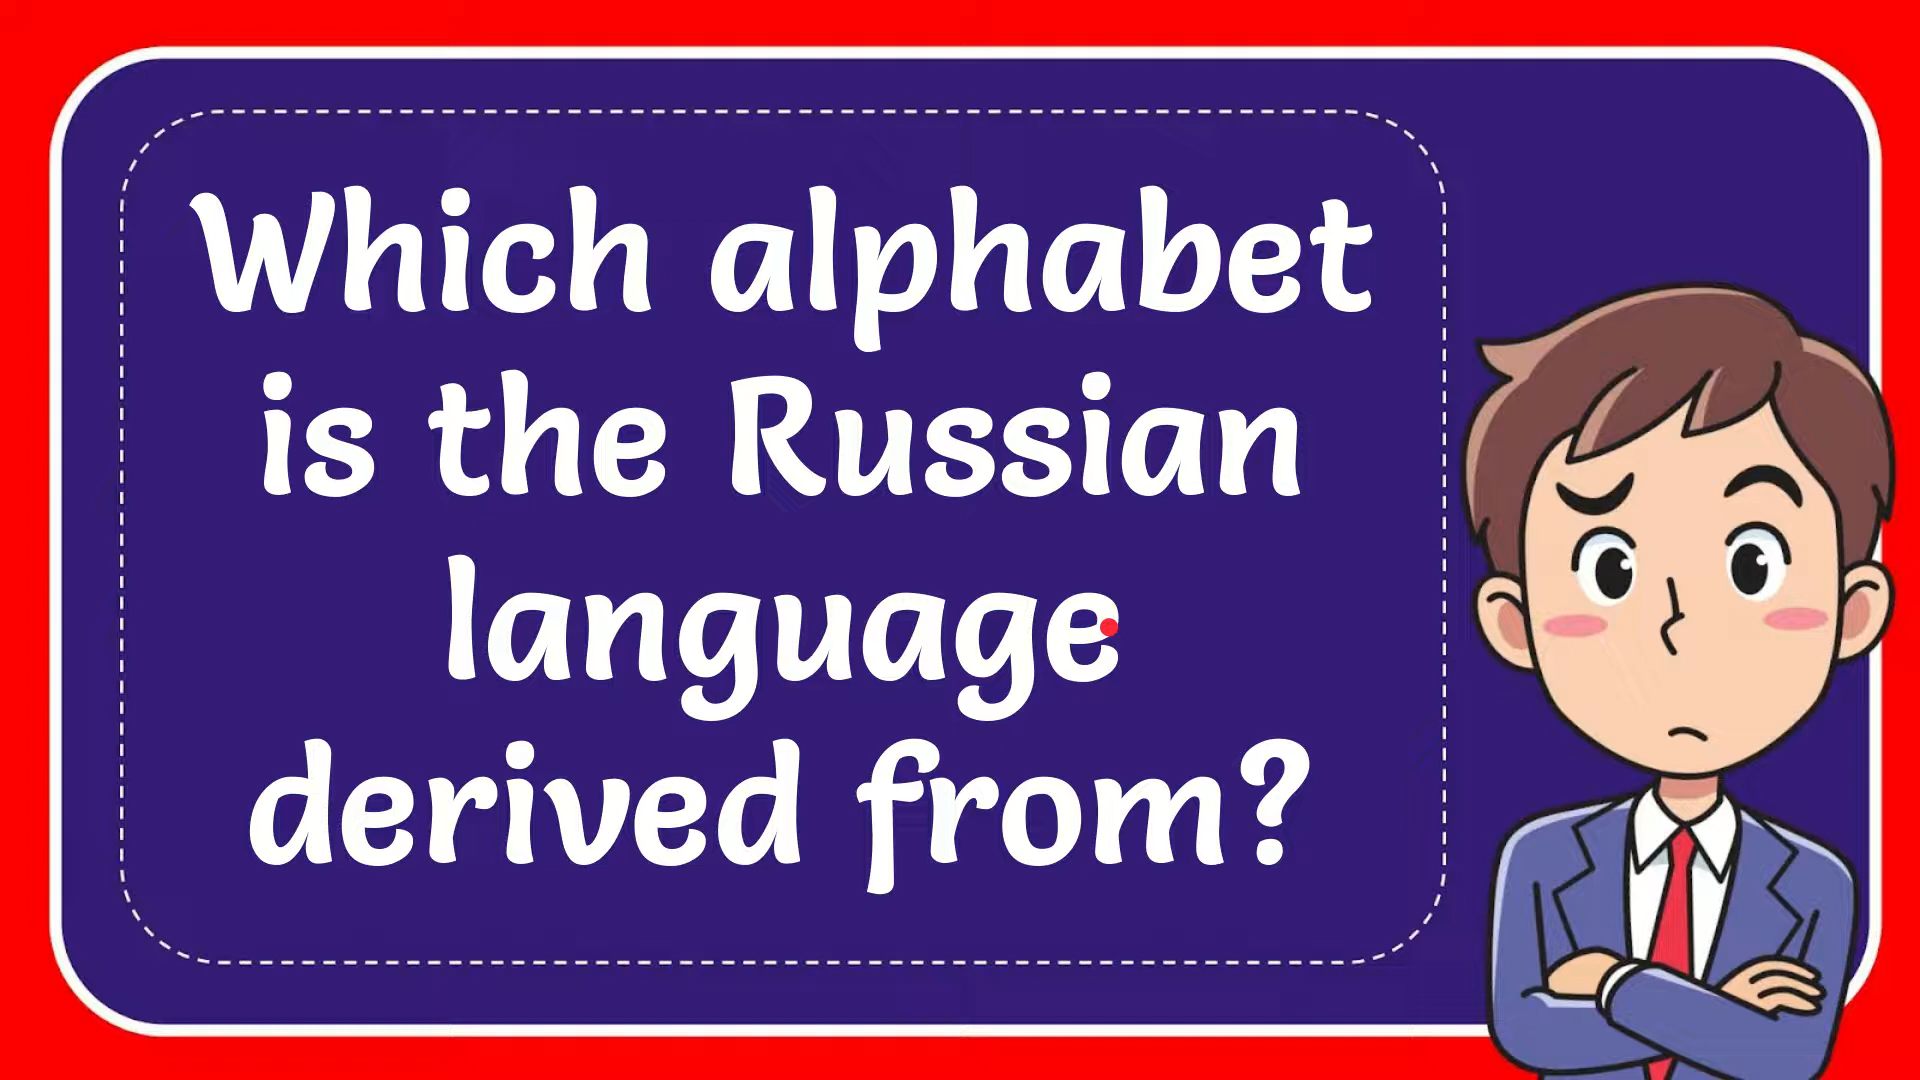 Which alphabet
is the Russian
language
derived from?